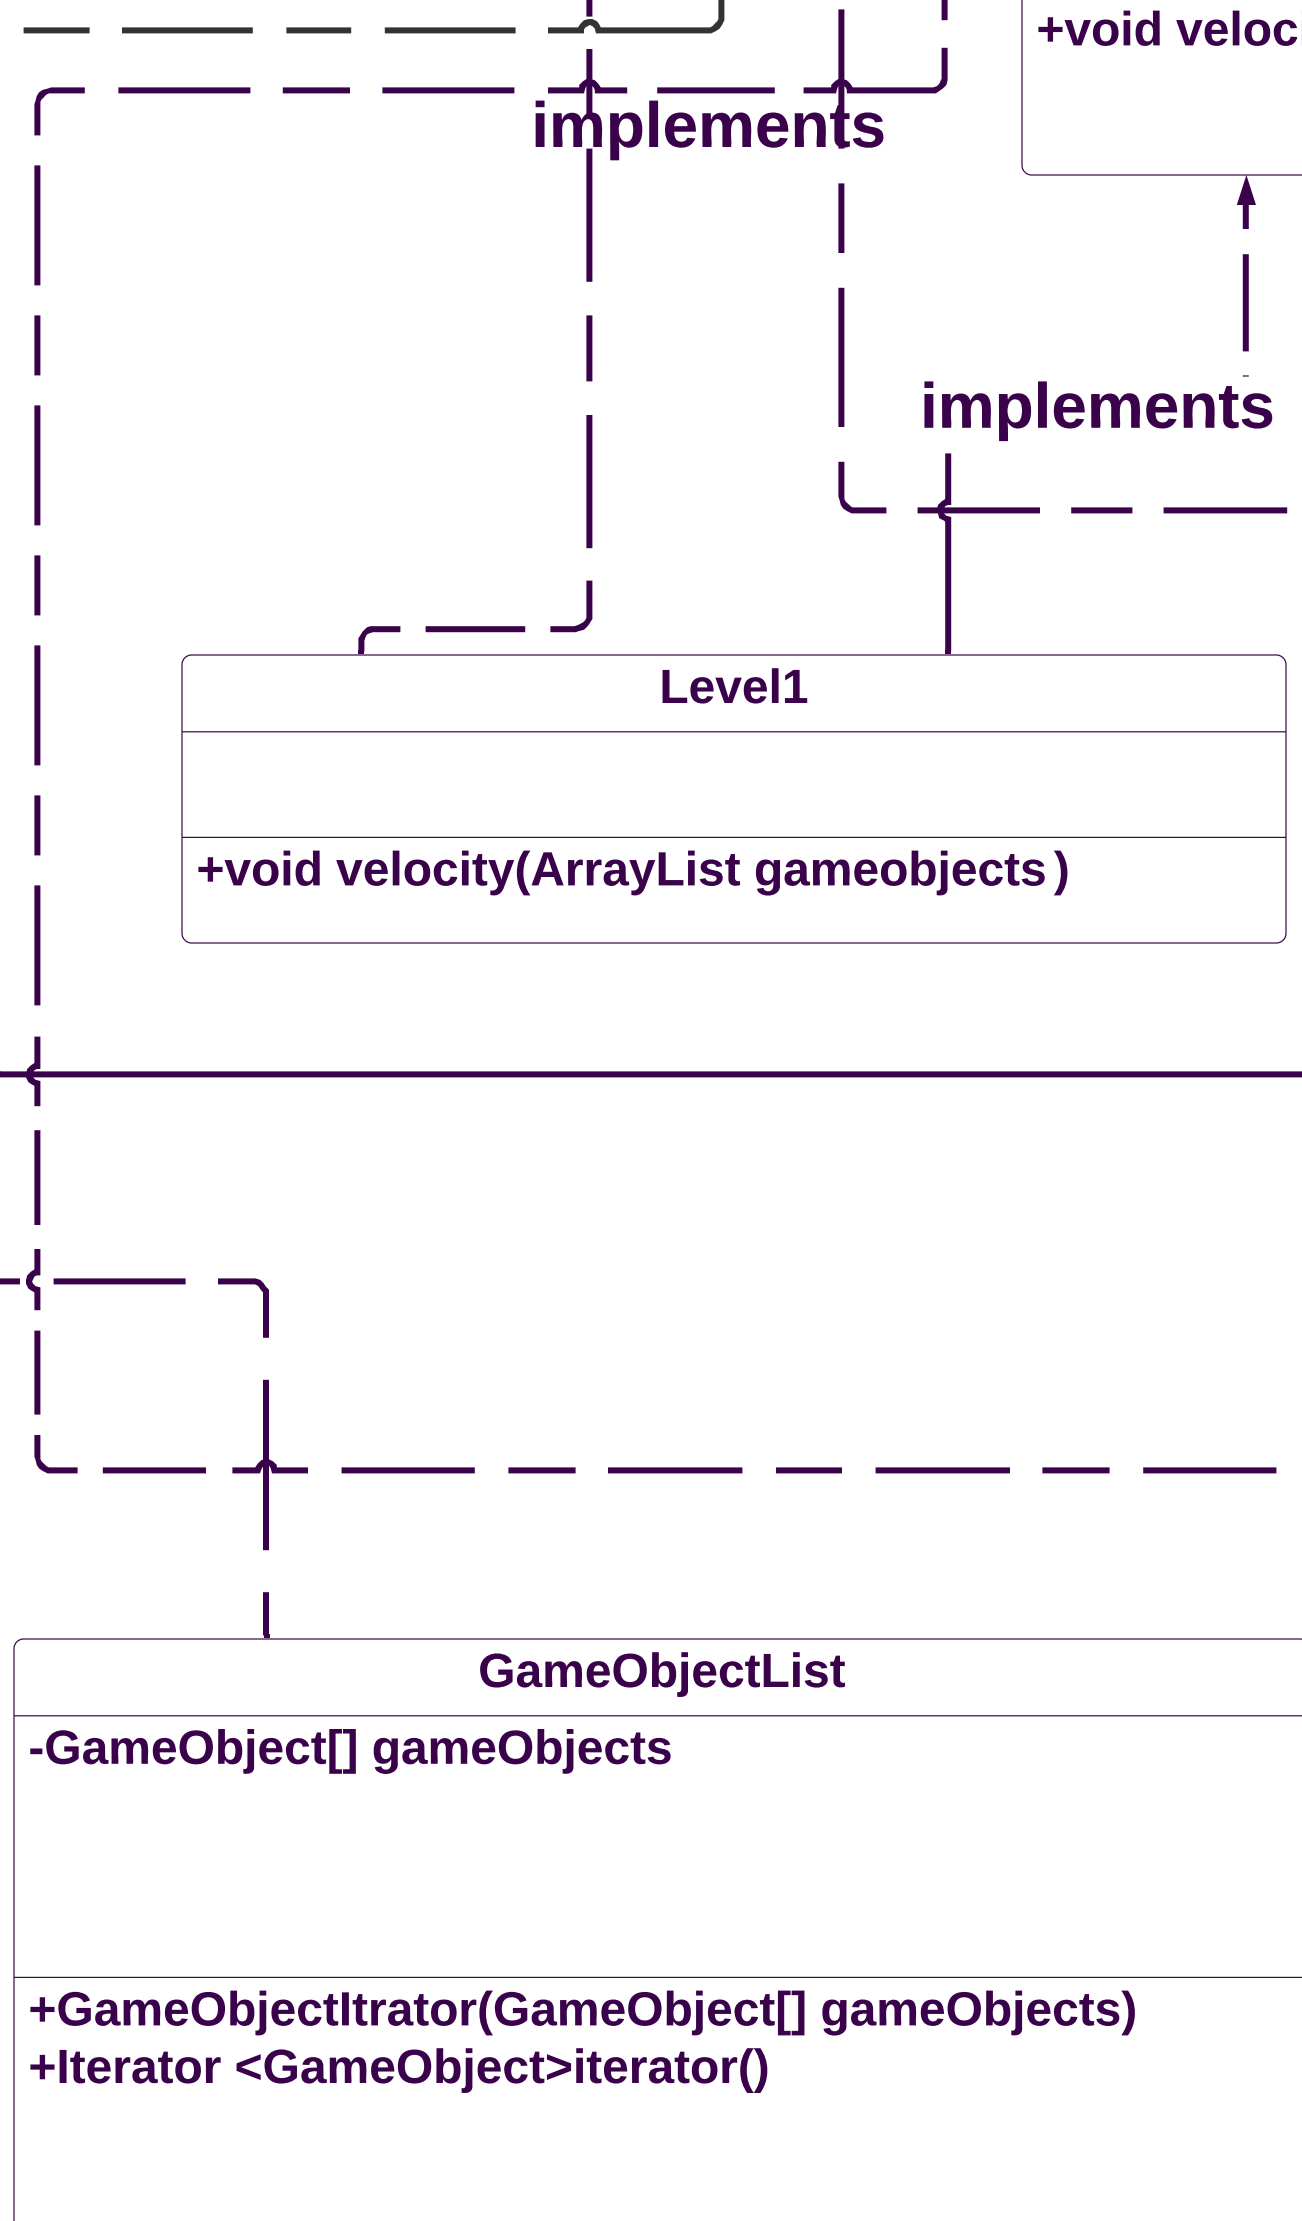 +void veloc
implements
implements
Level1
+void velocity(ArrayList gameobjects )
GameObjectList
-GameObject[] gameObjects
+GameObjectItrator(GameObject[] gameObjects)
+Iterator <GameObject>iterator()